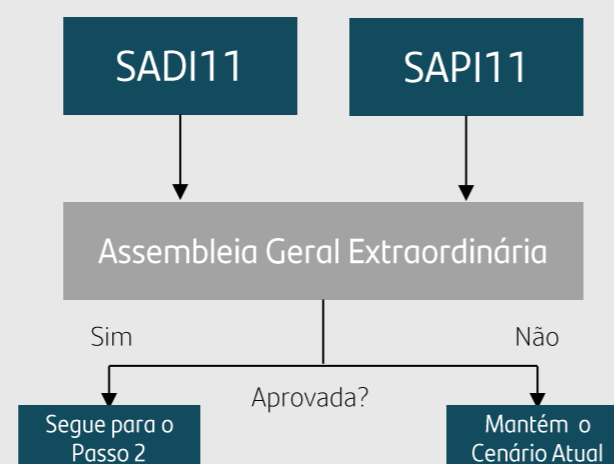 SADI11
SAPI11
Assembleia Geral Extraordinária
Sim
Não
Aprovada?
Segue para o
Passo 2
Mantém o
Cenário Atual